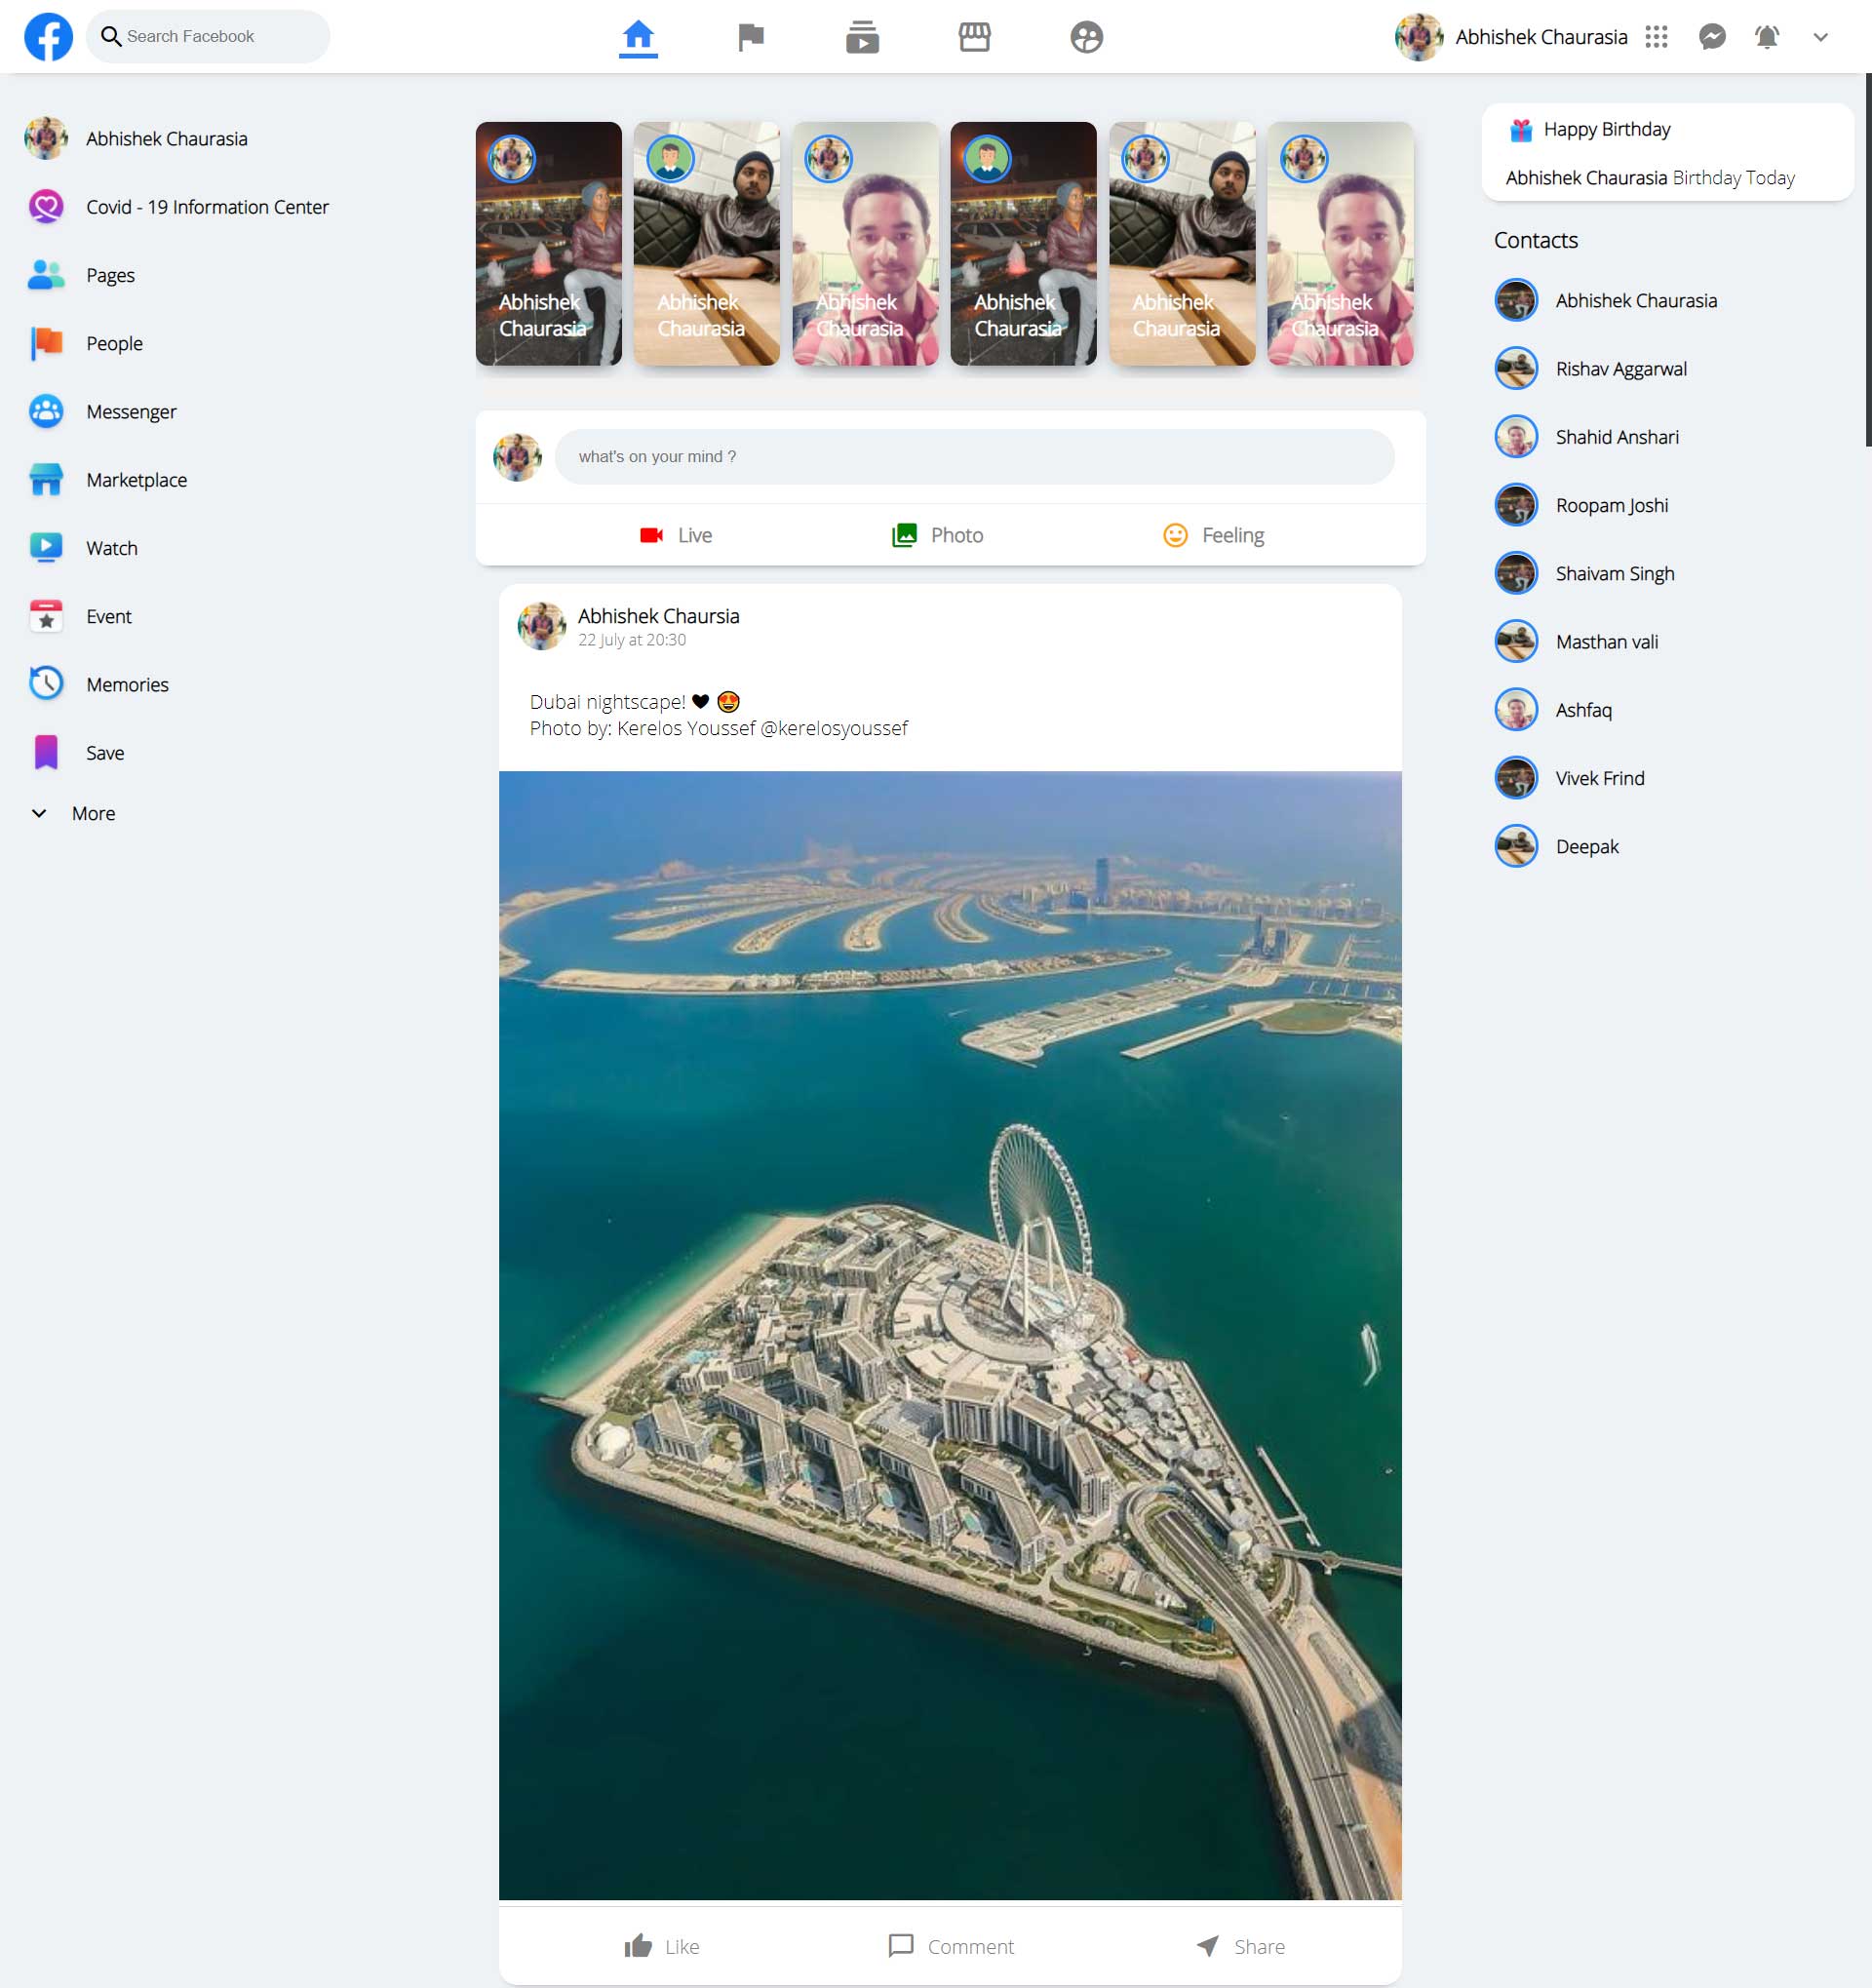 Search Facebook
Abhishek Chaurasia
Abhishek Chaurasia
Covid - 19 Information Center
Pages
People
Messenger
Marketplace
Watch
Event
Memories
Save
More
Abhishek
Chaurasia
Abhishek
Chaurasia
Abhishek
Chaurasia
Abhishek
Chaurasia
Abhishek
Chaurasia
Abhishek
Chaurasia
what's on your mind ?
Live
Photo
Feeling
Abhishek Chaursia
22 July at 20:30
Dubai nightscape! 🖤 😍
Photo by: Kerelos Youssef @kerelosyoussef
Like
Comment
Share
Happy Birthday
Abhishek Chaurasia Birthday Today
Contacts
Abhishek Chaurasia
Rishav Aggarwal
Shahid Anshari
Roopam Joshi
Shaivam Singh
Masthan vali
Ashfaq
Vivek Frind
Deepak